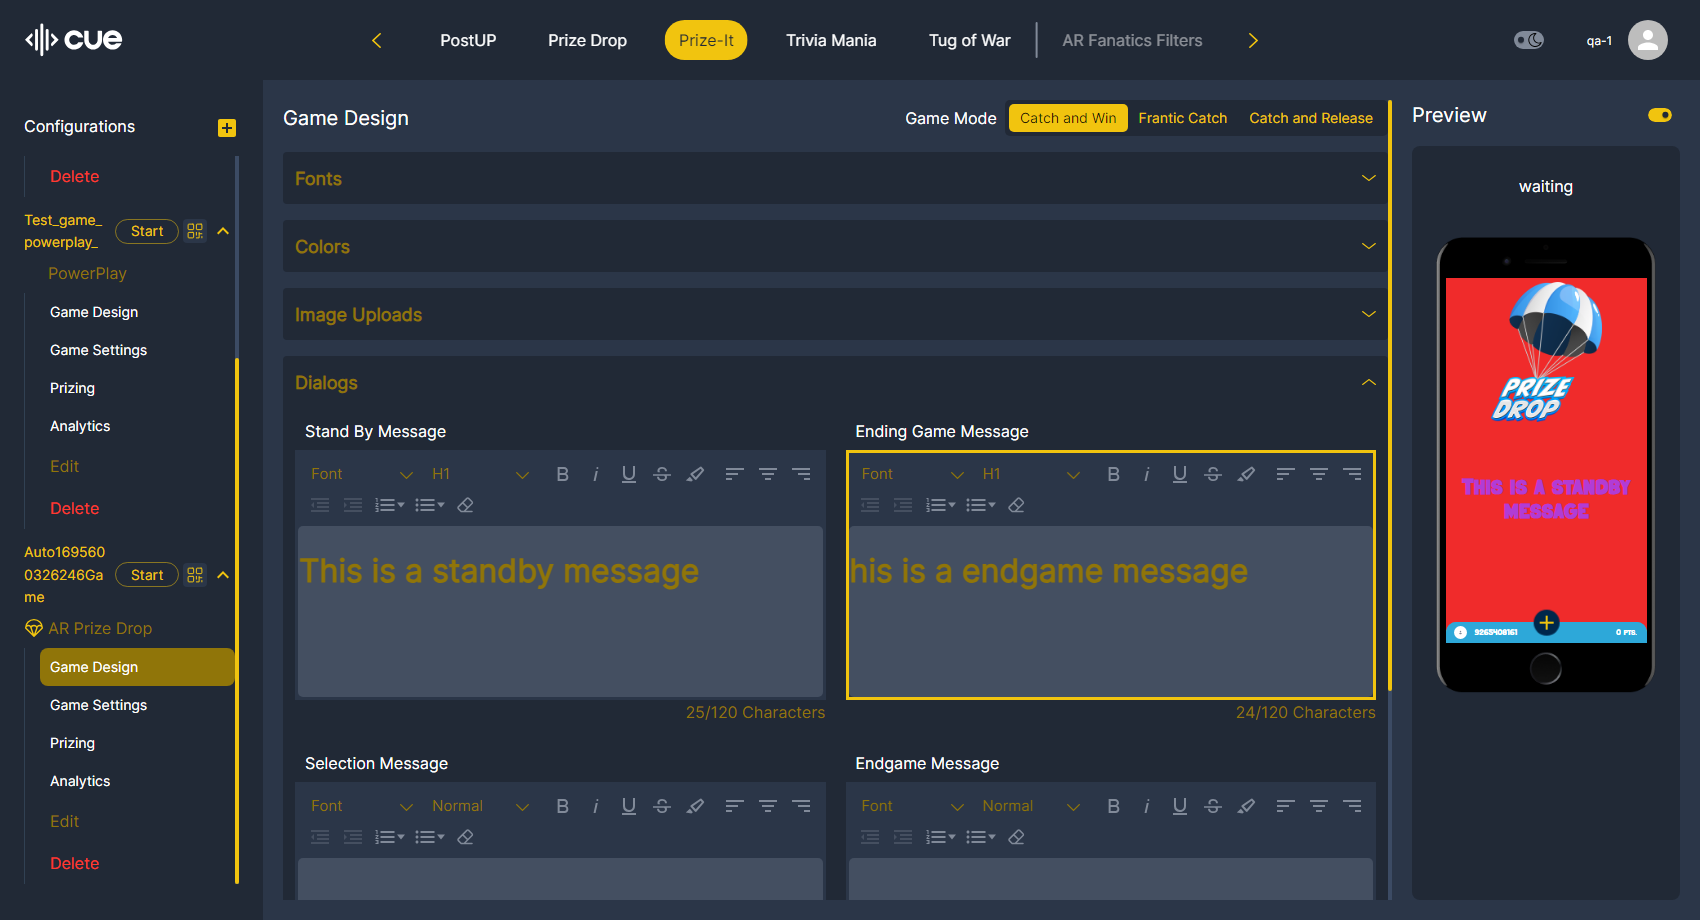 cue
PostUP
Prize Drop
Prize-It
Trivia Mania
Tug of War
AR Fanatics Filters
qa-1
Configurations
Delete
Test_game_
powerplay_
Start
PowerPlay
Game Design
Game Settings
Prizing
Analytics
Edit
Delete
Auto169560
0326246Ga
me
Start
AR Prize Drop
Game Design
Game Settings
Prizing
Analytics
Edit
Delete
Game Design
Game Mode
Catch and Win
Frantic Catch
Catch and Release
Fonts
Colors
Image Uploads
Dialogs
Stand By Message
Font
H1
This is a standby message
25/120 Characters
Ending Game Message
Font
H1
his is a endgame message
24/120 Characters
Selection Message
Font
Normal
Endgame Message
Font
Normal
Preview
waiting
PRIZE
DROP
THIS IS A STANDBY
MESSAGE
0 PTS.